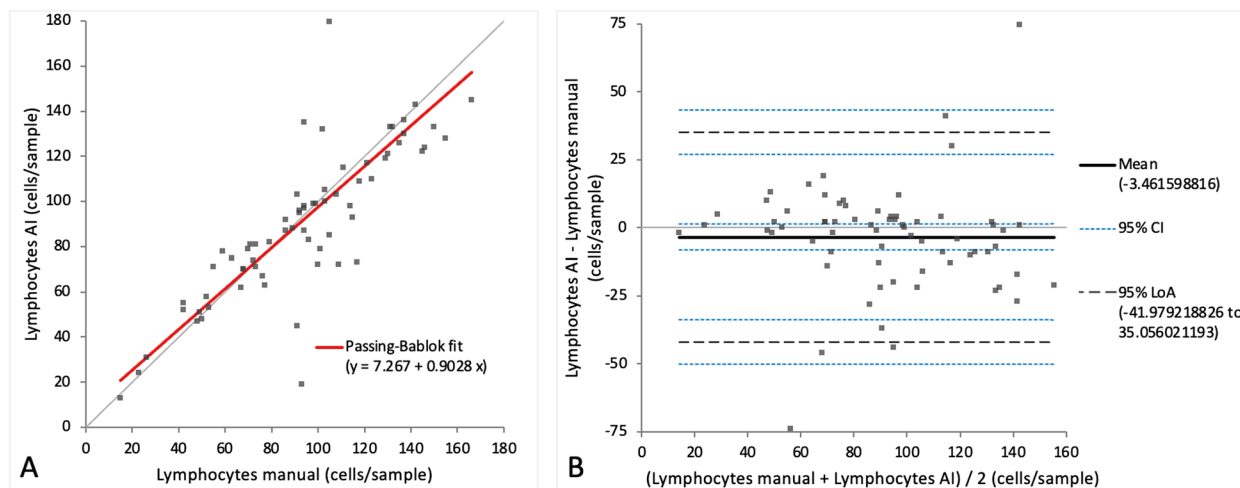 180
160
140
120
100
80
60
40
20
0
Lymphocytes AI (cells/sample)
Passing-Bablok fit
(y = 7.267 + 0.9028 x)
0 20 40 60 80 100 120 140 160 180
A
Lymphocytes manual (cells/sample)
75
50
25
0
-25
-50
-75
Lymphocytes AI - Lymphocytes manual
(cells/sample)
Mean
(-3.461598816)
95% CI
95% LoA
(-41.979218826 to
35.056021193)
0 20 40 60 80 100 120 140 160
B
(Lymphocytes manual + Lymphocytes AI) / 2 (cells/sample)